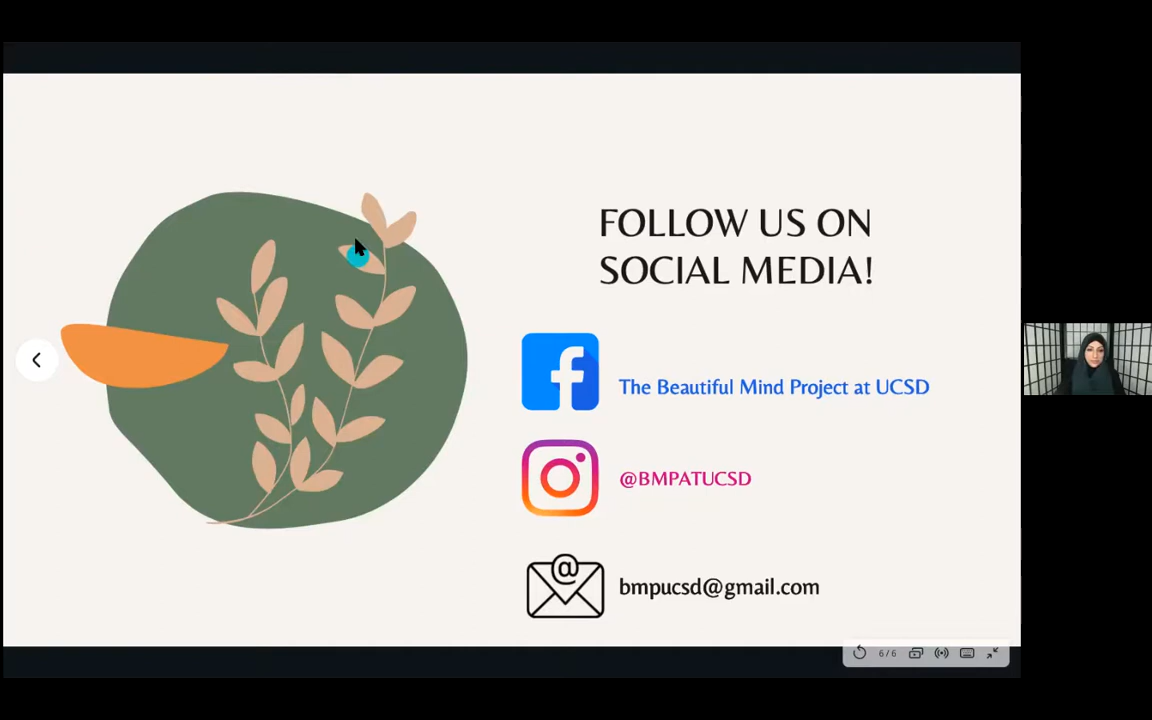 FOLLOW US ON
SOCIAL MEDIA!
The Beautiful Mind Project at UCSD
@BMPATUCSD
@
bmpucsd@gmail.com
6/6